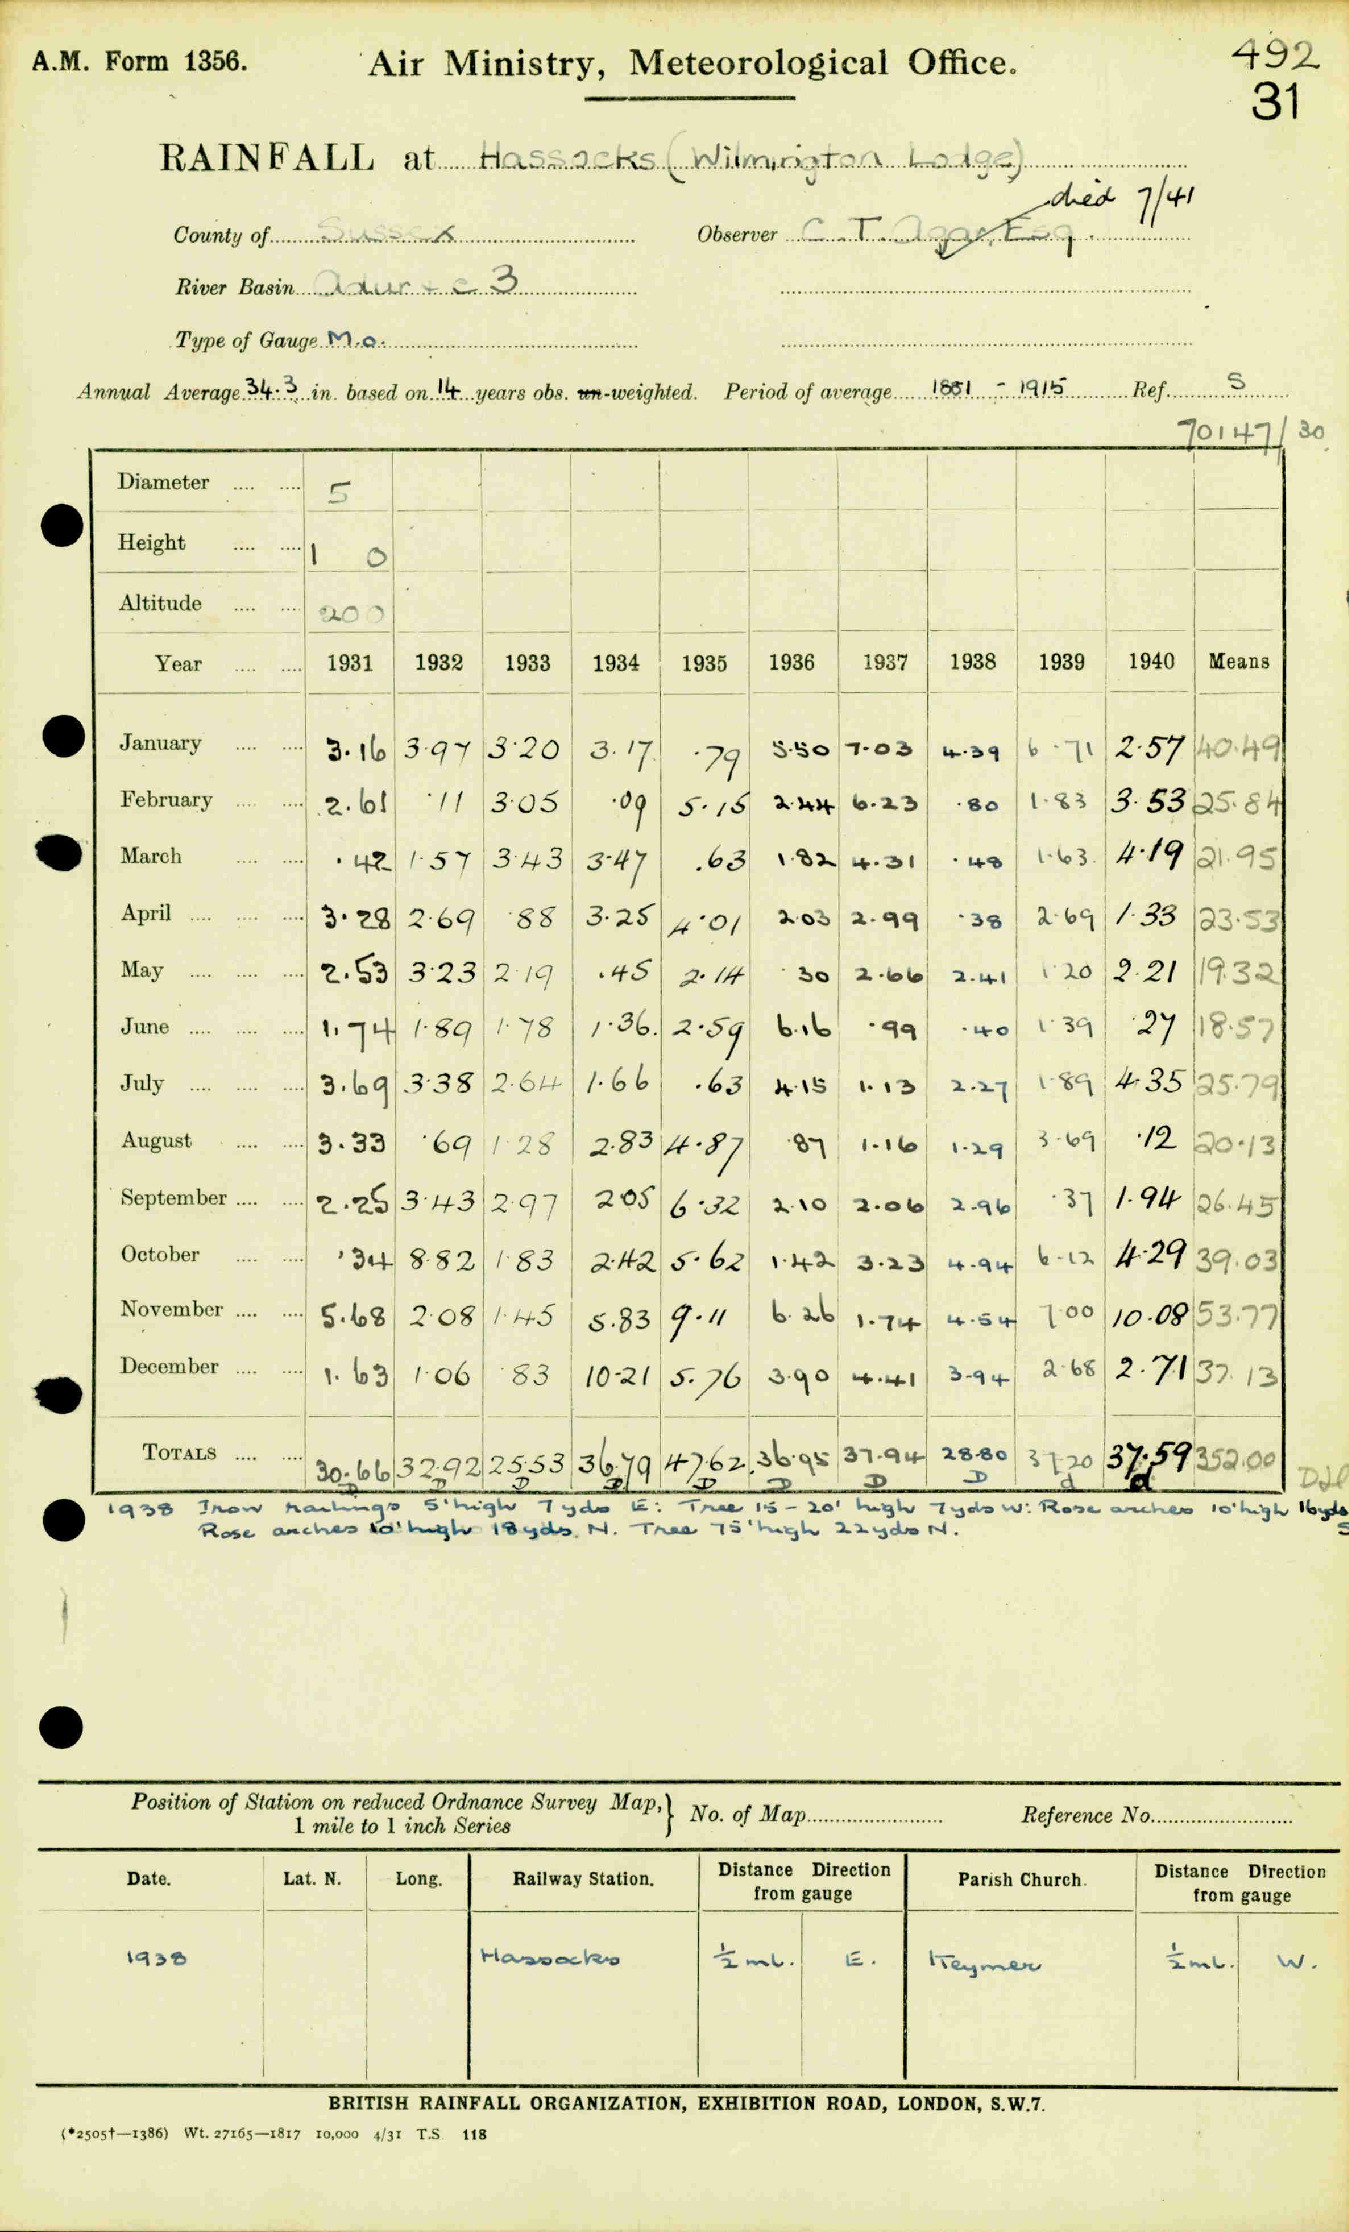 A.M. Form 1356. Air Ministry, Meteorological Office. 492
31
RAINFALL at Hassocks (Wilmington Lodge)
died 7/41
County of Sussex Observer C. T. Agar, Esq.
River Basin Adur &c 3
Type of Gauge M.O.
Annual Average 34.3 in. based on 14 years obs. un-weighted. Period of average 1881 - 1915 Ref. S
70147/30
Diameter .... .... 5
Height .... .... 1 0
Altitude .... .... 200
Year .... .... 1931 1932 1933 1934 1935 1936 1937 1938 1939 1940 Means
January .... .... 3.16 3.97 3.20 3.17 .79 5.50 7.03 4.39 6.71 2.57 40.49
February .... .... 2.61 .11 3.05 .09 5.15 2.44 6.23 .80 1.83 3.53 25.84
March .... .... .42 1.57 3.43 3.47 .63 1.82 4.31 .48 1.63 4.19 21.95
April .... .... .... 3.28 2.69 .88 3.25 4.01 2.03 2.99 .38 2.69 1.33 23.53
May .... .... .... 2.53 3.23 2.19 .45 2.14 .30 2.66 2.41 1.20 2.21 19.32
June .... .... .... 1.74 1.89 1.78 1.36 2.59 6.16 .99 .40 1.39 .27 18.57
July .... .... .... 3.69 3.38 2.64 1.66 .63 4.15 1.13 2.27 1.89 4.35 25.79
August .... .... 3.33 .69 1.28 2.83 4.87 .87 1.16 1.29 3.69 .12 20.13
September .... .... 2.25 3.43 2.97 2.05 6.32 2.10 2.06 2.96 .37 1.94 26.45
October .... .... .34 8.82 1.83 2.42 5.62 1.42 3.23 4.94 6.12 4.29 39.03
November .... .... 5.68 2.08 1.45 5.83 9.11 6.26 1.74 4.54 7.00 10.08 53.77
December .... .... 1.63 1.06 .83 10.21 5.76 3.90 4.41 3.94 2.68 2.71 37.13
TOTALS .... .... 30.66 32.92 25.53 36.79 47.62 36.95 37.94 28.80 37.20 37.59 352.00
D D D D D D D D d d
1938 Iron railings 5' high 7 yds E: Tree 15 - 20' high 7 yds W: Rose arches 10' high 16 yds S
Rose arches 10' high 18 yds N. Tree 75' high 22 yds N.
Position of Station on reduced Ordnance Survey Map, 1 mile to 1 inch Series } No. of Map Reference No.
Date. Lat. N. Long. Railway Station. Distance Direction from gauge Parish Church. Distance Direction from gauge
1938 Hassocks ½ ml. E. Keymer ½ ml. W.
BRITISH RAINFALL ORGANIZATION, EXHIBITION ROAD, LONDON, S.W.7.
(*2505†—1386) Wt. 27165—1817 10,000 4/31 T.S. 118